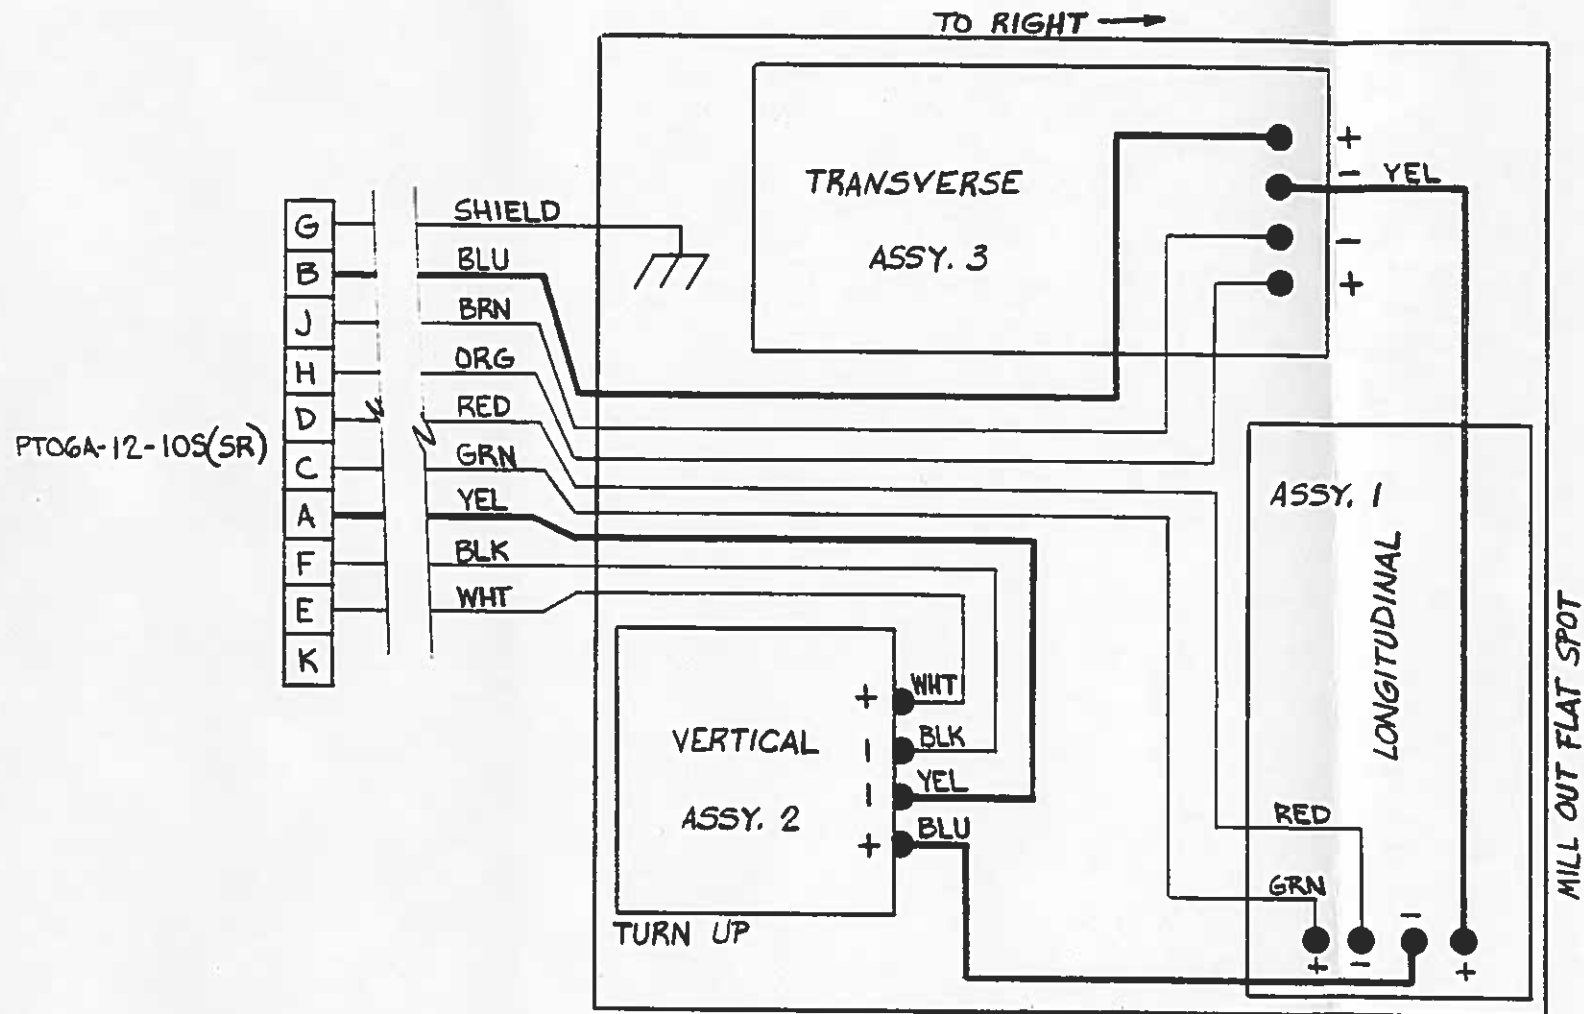 TO RIGHT
TRANSVERSE
ASSY. 3
+
- YEL
-
+
G SHIELD
B BLU
J BRN
H ORG
D RED
C GRN
A YEL
F BLK
E WHT
K
PT06A-12-10S(SR)
VERTICAL
ASSY. 2
+ WHT
- BLK
- YEL
+ BLU
TURN UP
ASSY. 1
LONGITUDINAL
RED
GRN
+ - - +
MILL OUT FLAT SPOT